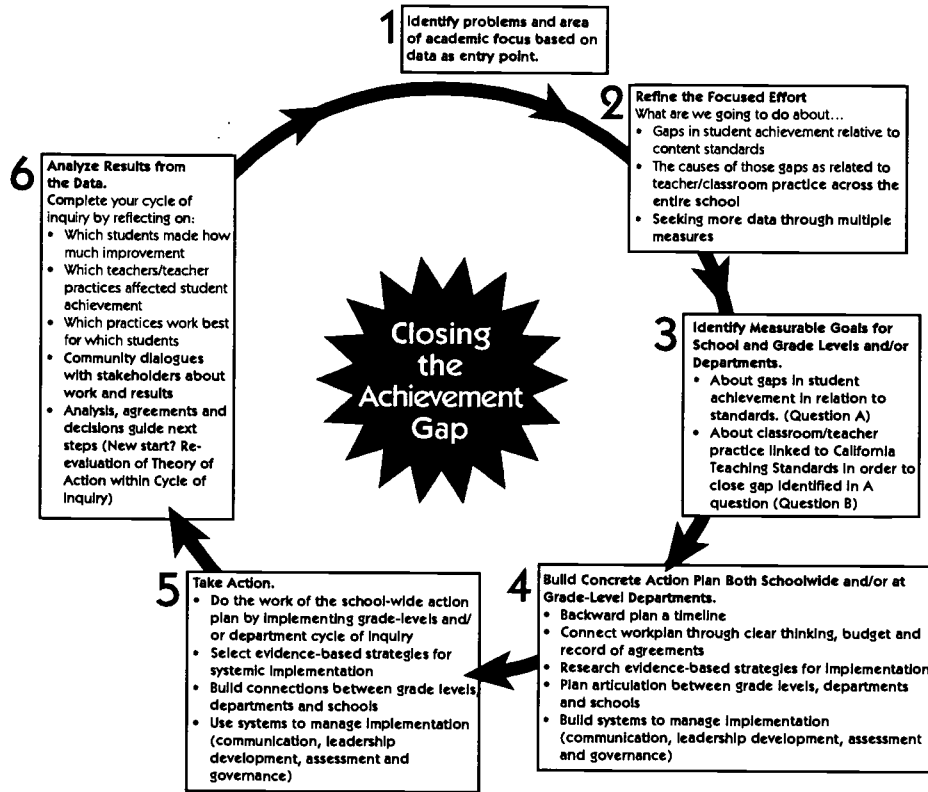 1
Identify problems and area
of academic focus based on
data as entry point.
2
Refine the Focused Effort
What are we going to do about...
• Gaps in student achievement relative to
content standards
• The causes of those gaps as related to
teacher/classroom practice across the
entire school
• Seeking more data through multiple
measures
3
Identify Measurable Goals for
School and Grade Levels and/or
Departments.
• About gaps in student
achievement in relation to
standards. (Question A)
• About classroom/teacher
practice linked to California
Teaching Standards in order to
close gap identified in A
question (Question B)
4
Build Concrete Action Plan Both Schoolwide and/or at
Grade-Level Departments.
• Backward plan a timeline
• Connect workplan through clear thinking, budget and
record of agreements
• Research evidence-based strategies for implementation
• Plan articulation between grade levels, departments
and schools
• Build systems to manage implementation
(communication, leadership development, assessment
and governance)
5
Take Action.
• Do the work of the school-wide action
plan by implementing grade-levels and/
or department cycle of inquiry
• Select evidence-based strategies for
systemic implementation
• Build connections between grade levels,
departments and schools
• Use systems to manage implementation
(communication, leadership
development, assessment and
governance)
6
Analyze Results from
the Data.
Complete your cycle of
inquiry by reflecting on:
• Which students made how
much improvement
• Which teachers/teacher
practices affected student
achievement
• Which practices work best
for which students
• Community dialogues
with stakeholders about
work and results
• Analysis, agreements and
decisions guide next
steps (New start? Re-
evaluation of Theory of
Action within Cycle of
Inquiry)
Closing
the
Achievement
Gap